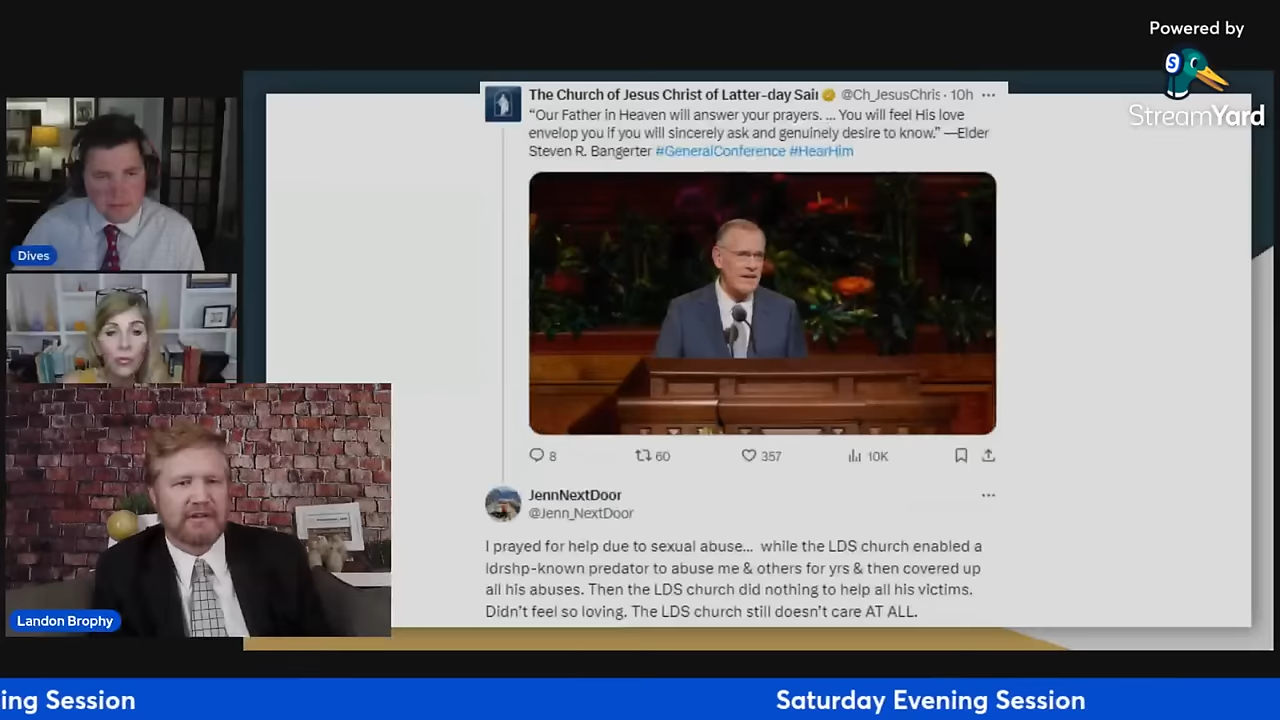 Powered by
StreamYard
The Church of Jesus Christ of Latter-day Sai @Ch_JesusChris · 10h
“Our Father in Heaven will answer your prayers. ... You will feel His love
envelop you if you will sincerely ask and genuinely desire to know.” —Elder
Steven R. Bangerter #GeneralConference #HearHim
8 60 357 10K
JennNextDoor
@Jenn_NextDoor
I prayed for help due to sexual abuse... while the LDS church enabled a
ldrshp-known predator to abuse me & others for yrs & then covered up
all his abuses. Then the LDS church did nothing to help all his victims.
Didn’t feel so loving. The LDS church still doesn’t care AT ALL.
Dives
Landon Brophy
ing Session
Saturday Evening Session